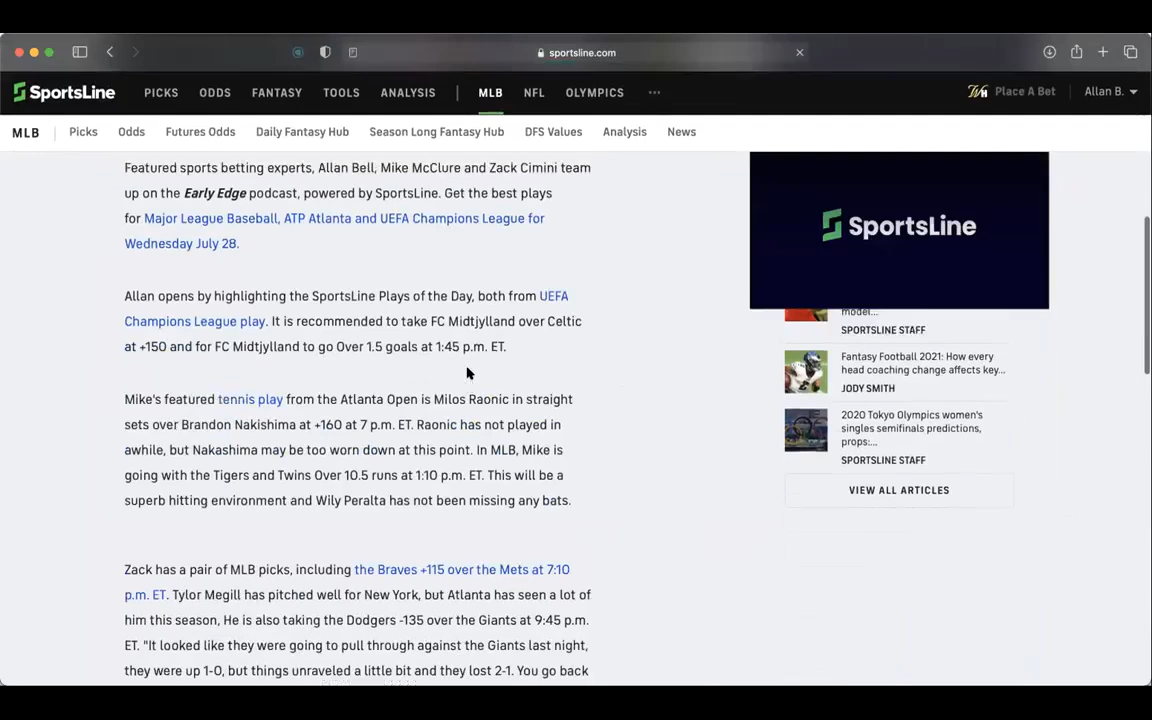 sportsline.com
SportsLine
PICKS ODDS FANTASY TOOLS ANALYSIS | MLB NFL OLYMPICS ... WH Place A Bet Allan B.
MLB Picks Odds Futures Odds Daily Fantasy Hub Season Long Fantasy Hub DFS Values Analysis News
Featured sports betting experts, Allan Bell, Mike McClure and Zack Cimini team
up on the Early Edge podcast, powered by SportsLine. Get the best plays
for Major League Baseball, ATP Atlanta and UEFA Champions League for
Wednesday July 28.
Allan opens by highlighting the SportsLine Plays of the Day, both from UEFA
Champions League play. It is recommended to take FC Midtjylland over Celtic
at +150 and for FC Midtjylland to go Over 1.5 goals at 1:45 p.m. ET.
Mike's featured tennis play from the Atlanta Open is Milos Raonic in straight
sets over Brandon Nakishima at +160 at 7 p.m. ET. Raonic has not played in
awhile, but Nakashima may be too worn down at this point. In MLB, Mike is
going with the Tigers and Twins Over 10.5 runs at 1:10 p.m. ET. This will be a
superb hitting environment and Wily Peralta has not been missing any bats.
Zack has a pair of MLB picks, including the Braves +115 over the Mets at 7:10
p.m. ET. Tylor Megill has pitched well for New York, but Atlanta has seen a lot of
him this season, He is also taking the Dodgers -135 over the Giants at 9:45 p.m.
ET. "It looked like they were going to pull through against the Giants last night,
they were up 1-0, but things unraveled a little bit and they lost 2-1. You go back
SportsLine
model...
SPORTSLINE STAFF
Fantasy Football 2021: How every
head coaching change affects key...
JODY SMITH
2020 Tokyo Olympics women's
singles semifinals predictions,
props:...
SPORTSLINE STAFF
VIEW ALL ARTICLES